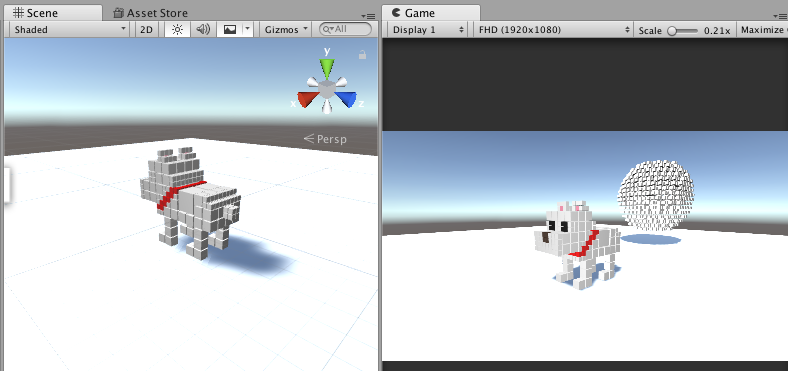 Scene
Asset Store
Game
Shaded
2D
Gizmos
All
Display 1
FHD (1920x1080)
Scale
0.21x
Maximize
y
x
z
Persp